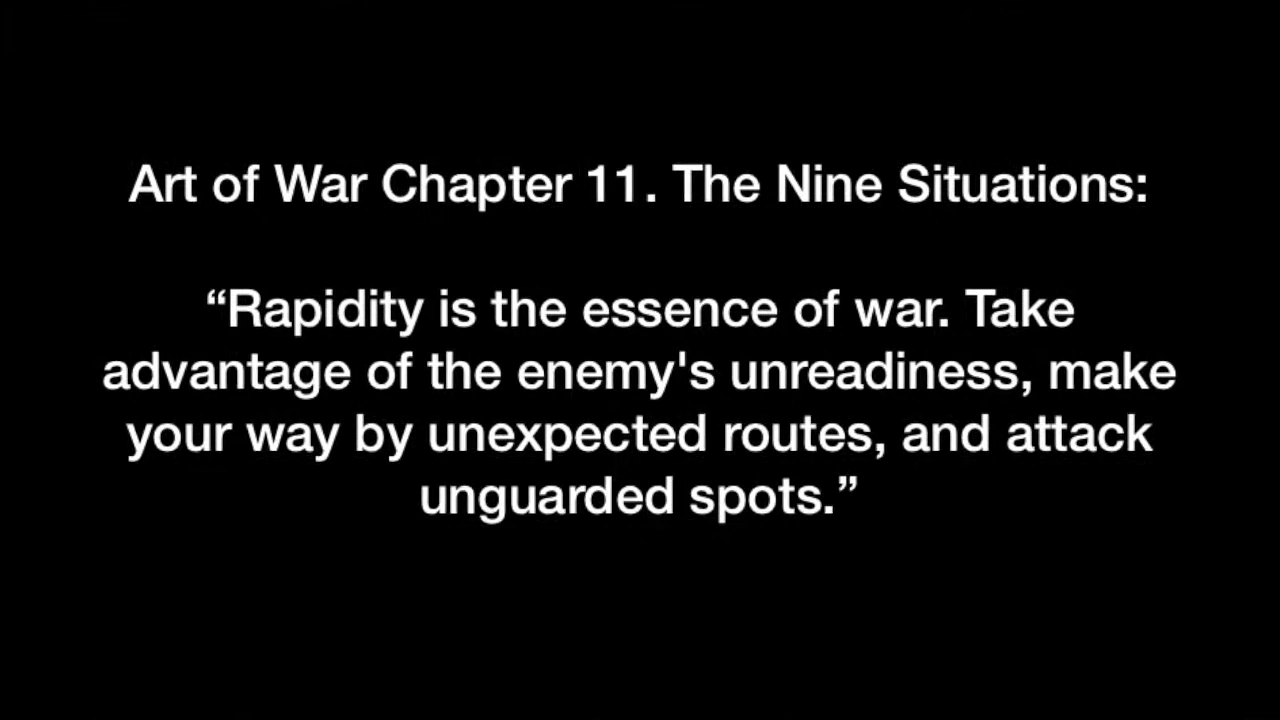 Art of War Chapter 11. The Nine Situations:
“Rapidity is the essence of war. Take
advantage of the enemy's unreadiness, make
your way by unexpected routes, and attack
unguarded spots.”